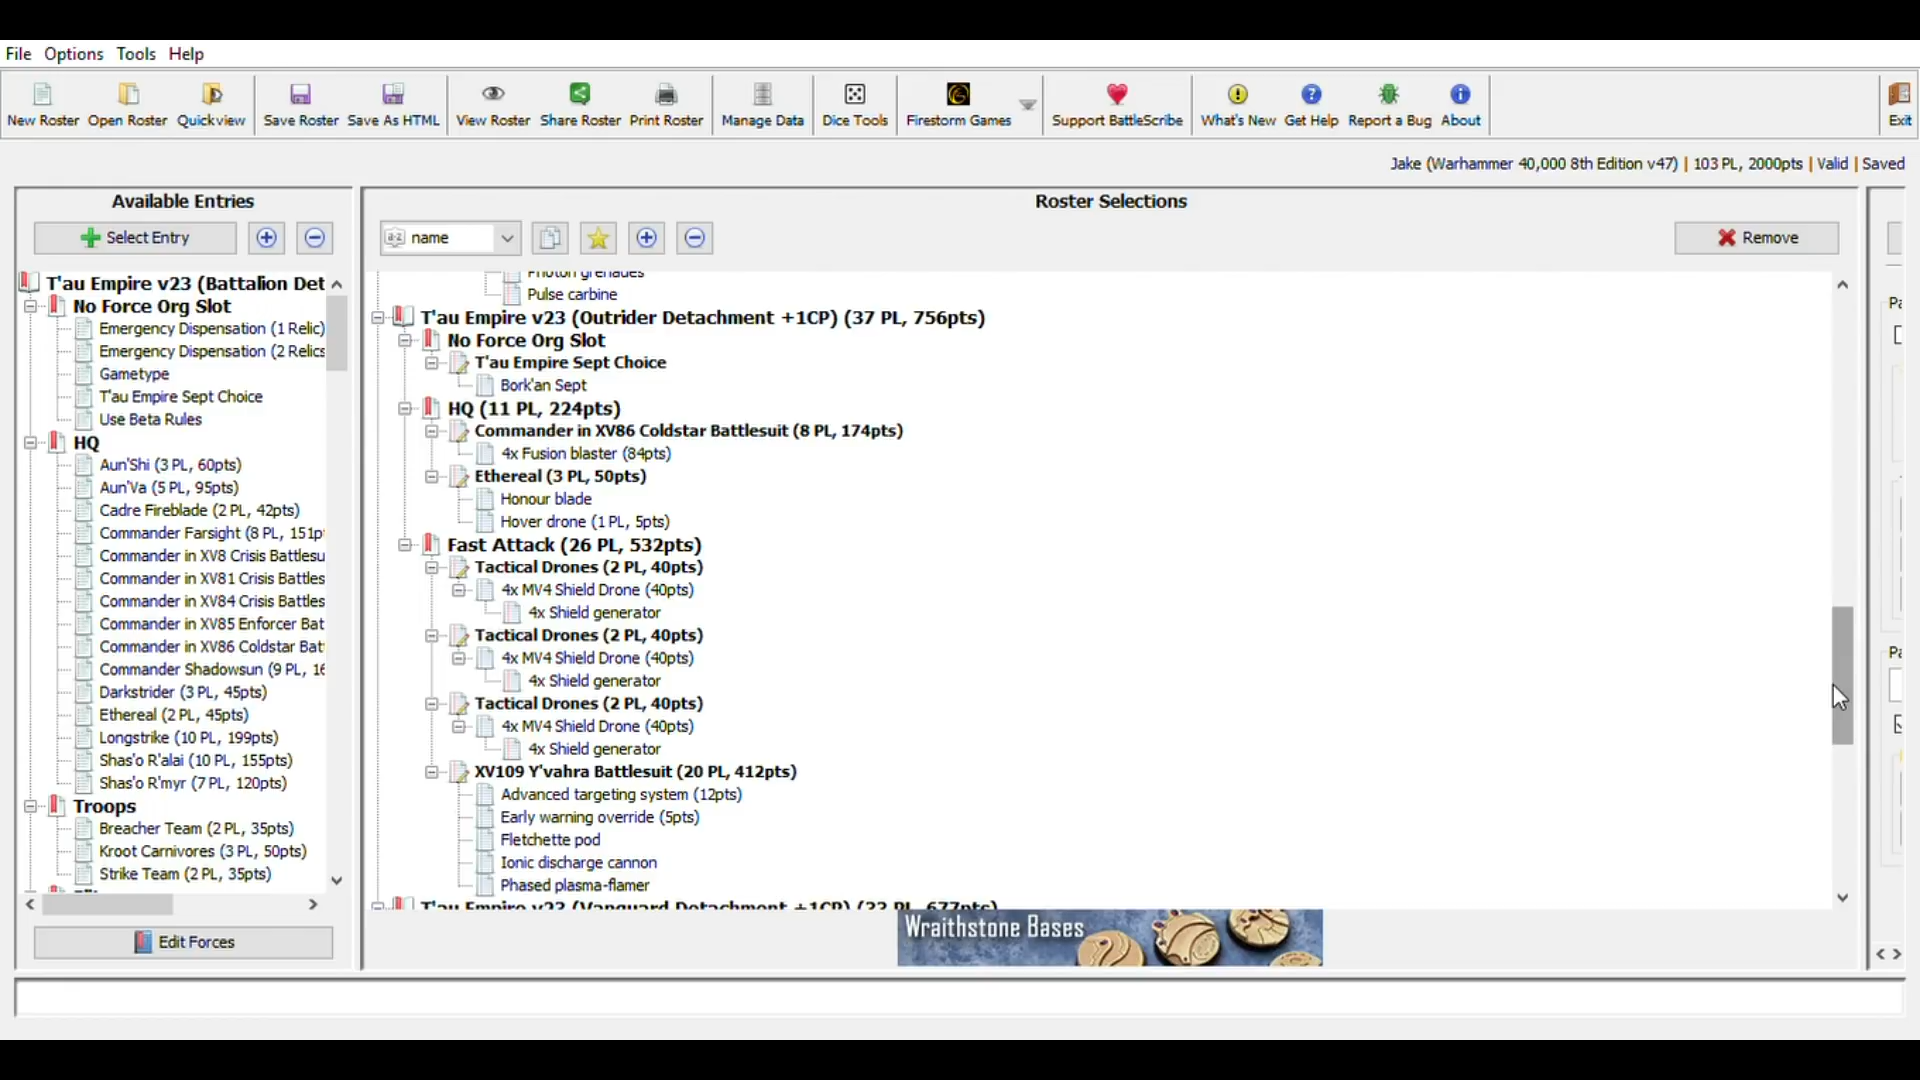 File Options Tools Help
New Roster Open Roster Quickview Save Roster Save As HTML View Roster Share Roster Print Roster Manage Data Dice Tools Firestorm Games Support BattleScribe What's New Get Help Report a Bug About Exit
Jake (Warhammer 40,000 8th Edition v47) | 103 PL, 2000pts | Valid | Saved
Available Entries
Select Entry
T'au Empire v23 (Battalion Det
No Force Org Slot
Emergency Dispensation (1 Relic)
Emergency Dispensation (2 Relics
Gametype
T'au Empire Sept Choice
Use Beta Rules
HQ
Aun'Shi (3 PL, 60pts)
Aun'Va (5 PL, 95pts)
Cadre Fireblade (2 PL, 42pts)
Commander Farsight (8 PL, 151pt
Commander in XV8 Crisis Battlesu
Commander in XV81 Crisis Battles
Commander in XV84 Crisis Battles
Commander in XV85 Enforcer Bat
Commander in XV86 Coldstar Bat
Commander Shadowsun (9 PL, 16
Darkstrider (3 PL, 45pts)
Ethereal (2 PL, 45pts)
Longstrike (10 PL, 199pts)
Shas'o R'alai (10 PL, 155pts)
Shas'o R'myr (7 PL, 120pts)
Troops
Breacher Team (2 PL, 35pts)
Kroot Carnivores (3 PL, 50pts)
Strike Team (2 PL, 35pts)
Edit Forces
Roster Selections
name
Remove
Photon grenades
Pulse carbine
T'au Empire v23 (Outrider Detachment +1CP) (37 PL, 756pts)
No Force Org Slot
T'au Empire Sept Choice
Bork'an Sept
HQ (11 PL, 224pts)
Commander in XV86 Coldstar Battlesuit (8 PL, 174pts)
4x Fusion blaster (84pts)
Ethereal (3 PL, 50pts)
Honour blade
Hover drone (1 PL, 5pts)
Fast Attack (26 PL, 532pts)
Tactical Drones (2 PL, 40pts)
4x MV4 Shield Drone (40pts)
4x Shield generator
Tactical Drones (2 PL, 40pts)
4x MV4 Shield Drone (40pts)
4x Shield generator
Tactical Drones (2 PL, 40pts)
4x MV4 Shield Drone (40pts)
4x Shield generator
XV109 Y'vahra Battlesuit (20 PL, 412pts)
Advanced targeting system (12pts)
Early warning override (5pts)
Fletchette pod
Ionic discharge cannon
Phased plasma-flamer
T'au Empire v23 (Vanguard Detachment +1CP) (33 PL, 677pts)
Wraithstone Bases
Pa
Pa